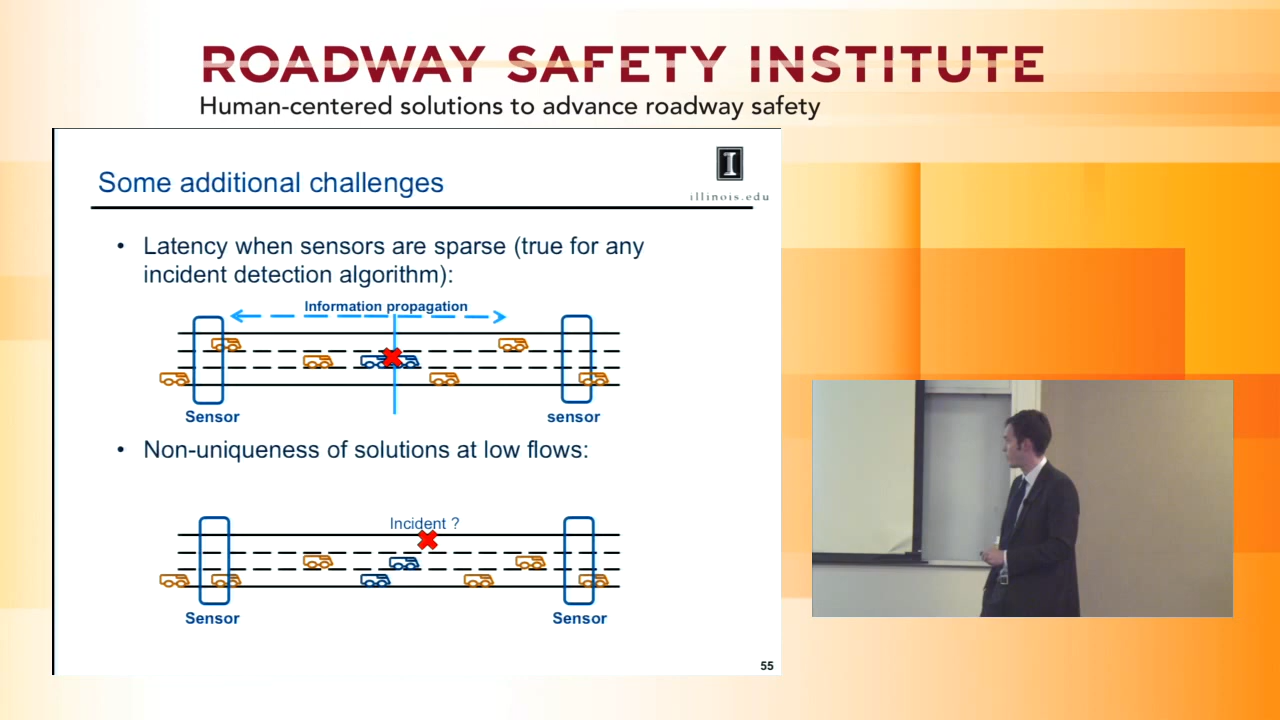 ROADWAY SAFETY INSTITUTE
Human-centered solutions to advance roadway safety
Some additional challenges
I
illinois.edu
• Latency when sensors are sparse (true for any
incident detection algorithm):
Information propagation
Sensor
sensor
• Non-uniqueness of solutions at low flows:
Incident ?
Sensor
Sensor
55